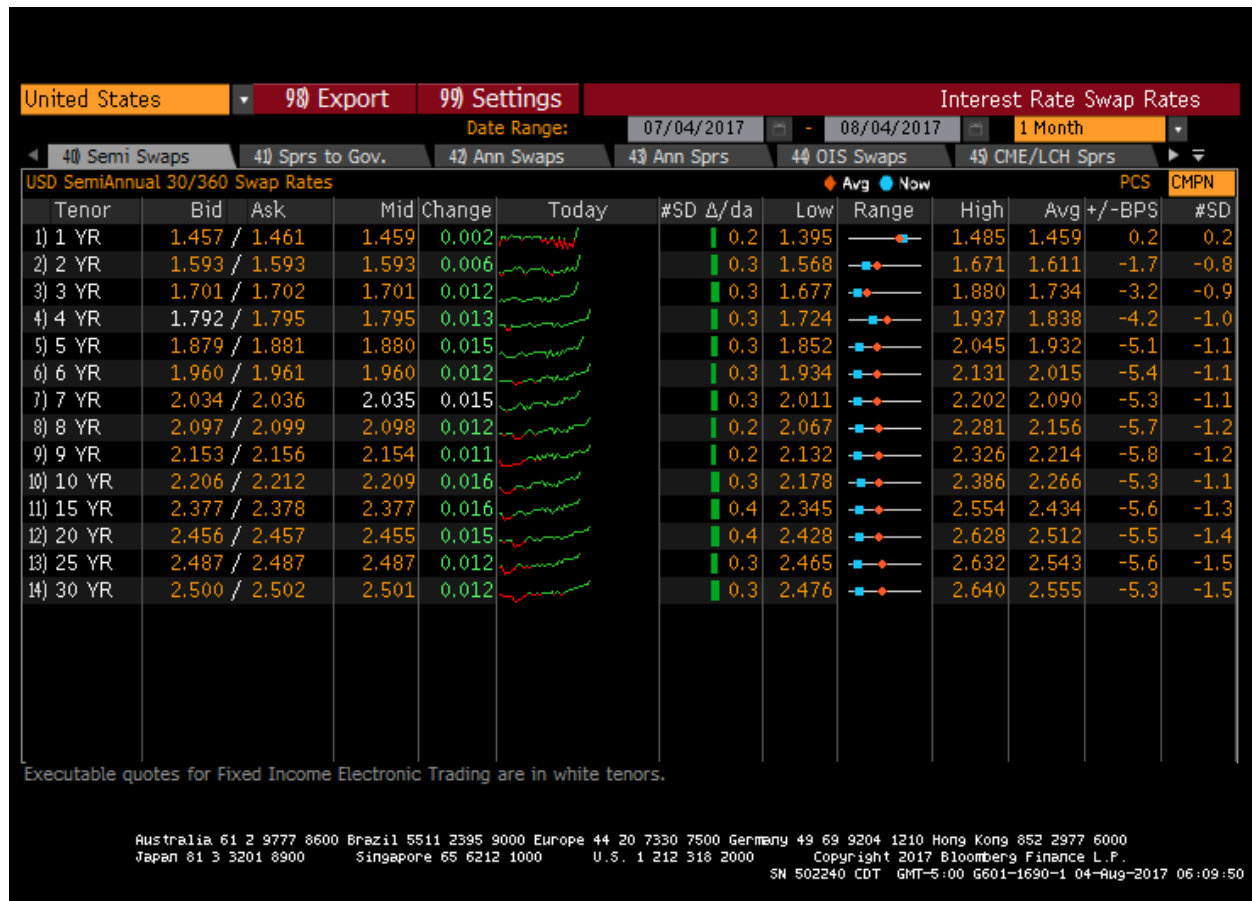 United States 98) Export 99) Settings Interest Rate Swap Rates
Date Range: 07/04/2017 - 08/04/2017 1 Month
40) Semi Swaps 41) Sprs to Gov. 42) Ann Swaps 43) Ann Sprs 44) OIS Swaps 45) CME/LCH Sprs
USD SemiAnnual 30/360 Swap Rates Avg Now PCS CMPN
Tenor Bid Ask Mid Change Today #SD Δ/da Low Range High Avg +/-BPS #SD
1) 1 YR 1.457 / 1.461 1.459 0.002 0.2 1.395 1.485 1.459 0.2 0.2
2) 2 YR 1.593 / 1.593 1.593 0.006 0.3 1.568 1.671 1.611 -1.7 -0.8
3) 3 YR 1.701 / 1.702 1.701 0.012 0.3 1.677 1.880 1.734 -3.2 -0.9
4) 4 YR 1.792 / 1.795 1.795 0.013 0.3 1.724 1.937 1.838 -4.2 -1.0
5) 5 YR 1.879 / 1.881 1.880 0.015 0.3 1.852 2.045 1.932 -5.1 -1.1
6) 6 YR 1.960 / 1.961 1.960 0.012 0.3 1.934 2.131 2.015 -5.4 -1.1
7) 7 YR 2.034 / 2.036 2.035 0.015 0.3 2.011 2.202 2.090 -5.3 -1.1
8) 8 YR 2.097 / 2.099 2.098 0.012 0.2 2.067 2.281 2.156 -5.7 -1.2
9) 9 YR 2.153 / 2.156 2.154 0.011 0.2 2.132 2.326 2.214 -5.8 -1.2
10) 10 YR 2.206 / 2.212 2.209 0.016 0.3 2.178 2.386 2.266 -5.3 -1.1
11) 15 YR 2.377 / 2.378 2.377 0.016 0.4 2.345 2.554 2.434 -5.6 -1.3
12) 20 YR 2.456 / 2.457 2.455 0.015 0.4 2.428 2.628 2.512 -5.5 -1.4
13) 25 YR 2.487 / 2.487 2.487 0.012 0.3 2.465 2.632 2.543 -5.6 -1.5
14) 30 YR 2.500 / 2.502 2.501 0.012 0.3 2.476 2.640 2.555 -5.3 -1.5
Executable quotes for Fixed Income Electronic Trading are in white tenors.
Australia 61 2 9777 8600 Brazil 5511 2395 9000 Europe 44 20 7330 7500 Germany 49 69 9204 1210 Hong Kong 852 2977 6000
Japan 81 3 3201 8900 Singapore 65 6212 1000 U.S. 1 212 318 2000 Copyright 2017 Bloomberg Finance L.P.
SN 502240 CDT GMT-5:00 G601-1690-1 04-Aug-2017 06:09:50